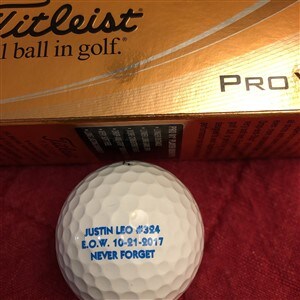 Titleist
ball in golf.
PRO V
JUSTIN LEO #324
E.O.W. 10-21-2017
NEVER FORGET